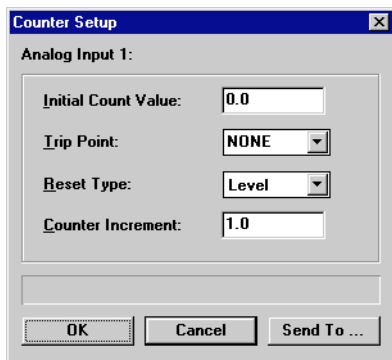 Counter Setup
Analog Input 1:
Initial Count Value: 0.0
Trip Point: NONE
Reset Type: Level
Counter Increment: 1.0
OK Cancel Send To ...